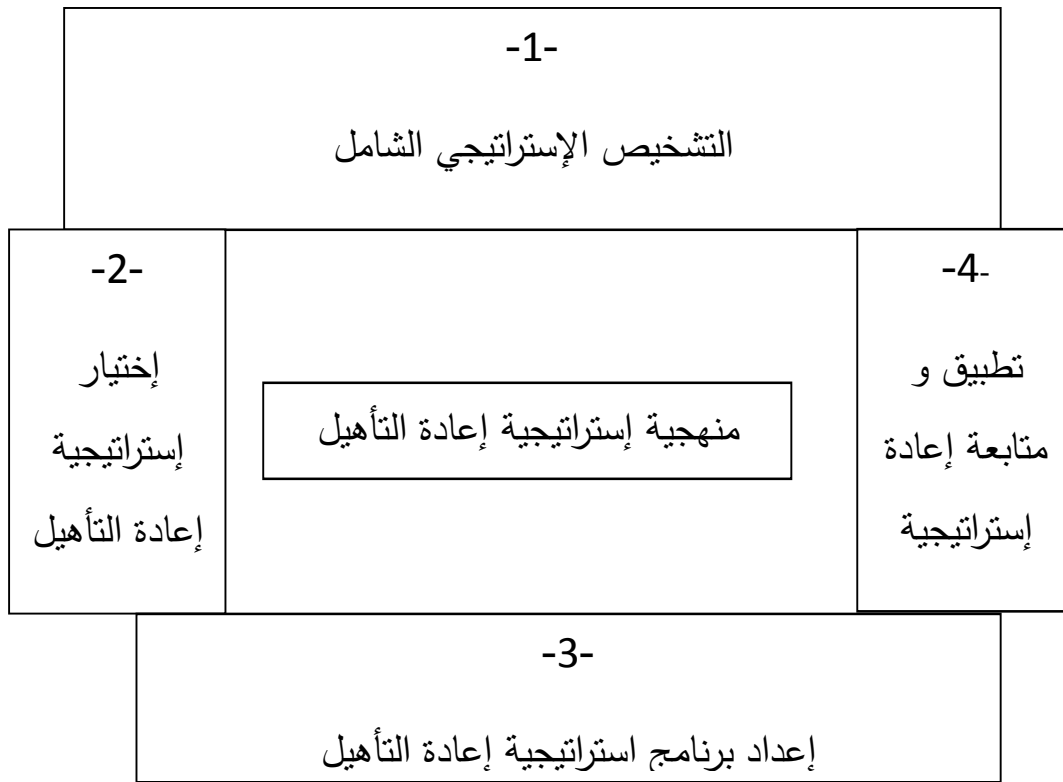 -1-
التشخيص الإستراتيجي الشامل
-2-
إختيار
إستراتيجية
إعادة التأهيل
منهجية إستراتيجية إعادة التأهيل
-4-
تطبيق و
متابعة إعادة
إستراتيجية
-3-
إعداد برنامج استراتيجية إعادة التأهيل